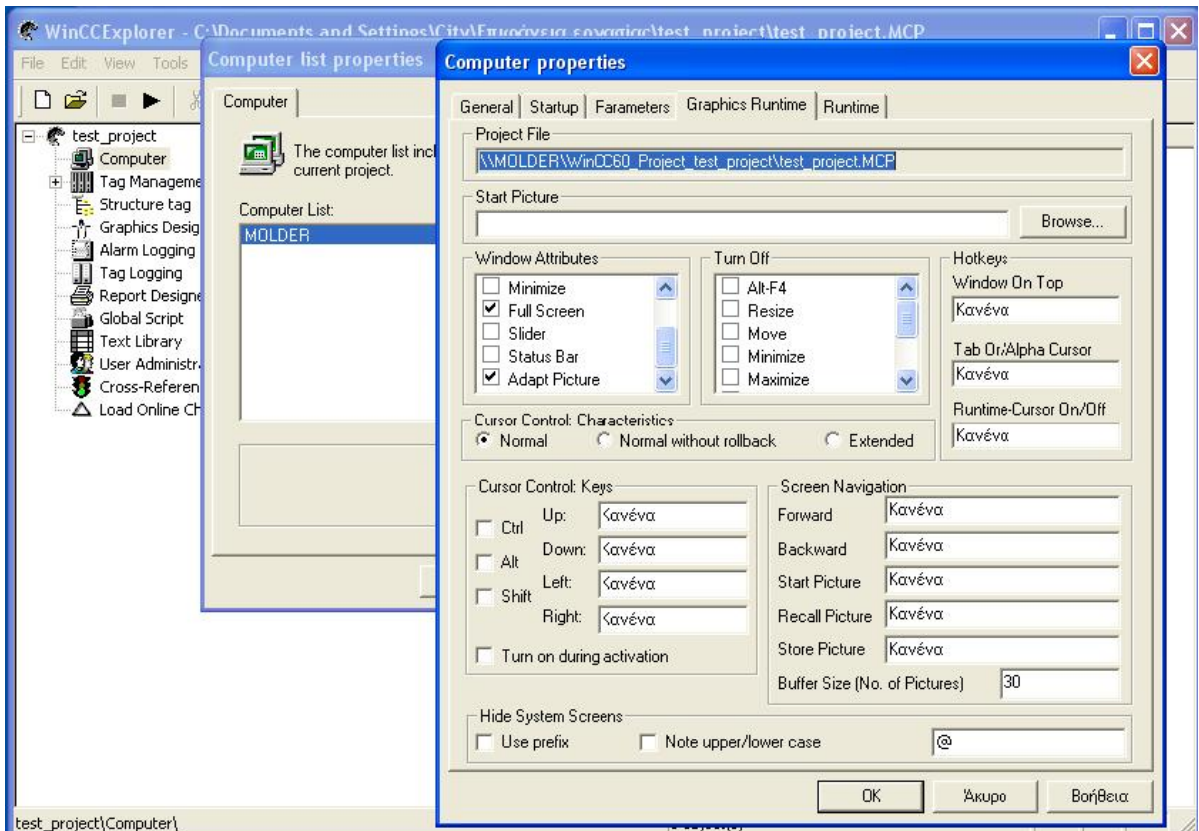 WinCCExplorer - C:\Documents and Settings\City\Επιφάνεια εργασίας\test_project\test_project.MCP
File Edit View Tools
test_project
Computer
Tag Manageme
Structure tag
Graphics Desig
Alarm Logging
Tag Logging
Report Designe
Global Script
Text Library
User Administr
Cross-Referen
Load Online Ch
test_project\Computer\
Computer list properties
Computer
The computer list incl
current project.
Computer List:
MOLDER
Computer properties
General Startup Parameters Graphics Runtime Runtime
Project File
\\MOLDER\WinCC60_Project_test_project\test_project.MCP
Start Picture
Browse...
Window Attributes
Minimize
Full Screen
Slider
Status Bar
Adapt Picture
Turn Off
Alt-F4
Resize
Move
Minimize
Maximize
Hotkeys
Window On Top
Κανένα
Tab Or/Alpha Cursor
Κανένα
Runtime-Cursor On/Off
Κανένα
Cursor Control: Characteristics
Normal Normal without rollback Extended
Cursor Control: Keys
Ctrl
Alt
Shift
Up: Κανένα
Down: Κανένα
Left: Κανένα
Right: Κανένα
Turn on during activation
Screen Navigation
Forward Κανένα
Backward Κανένα
Start Picture Κανένα
Recall Picture Κανένα
Store Picture Κανένα
Buffer Size (No. of Pictures) 30
Hide System Screens
Use prefix Note upper/lower case @
OK Άκυρο Βοήθεια